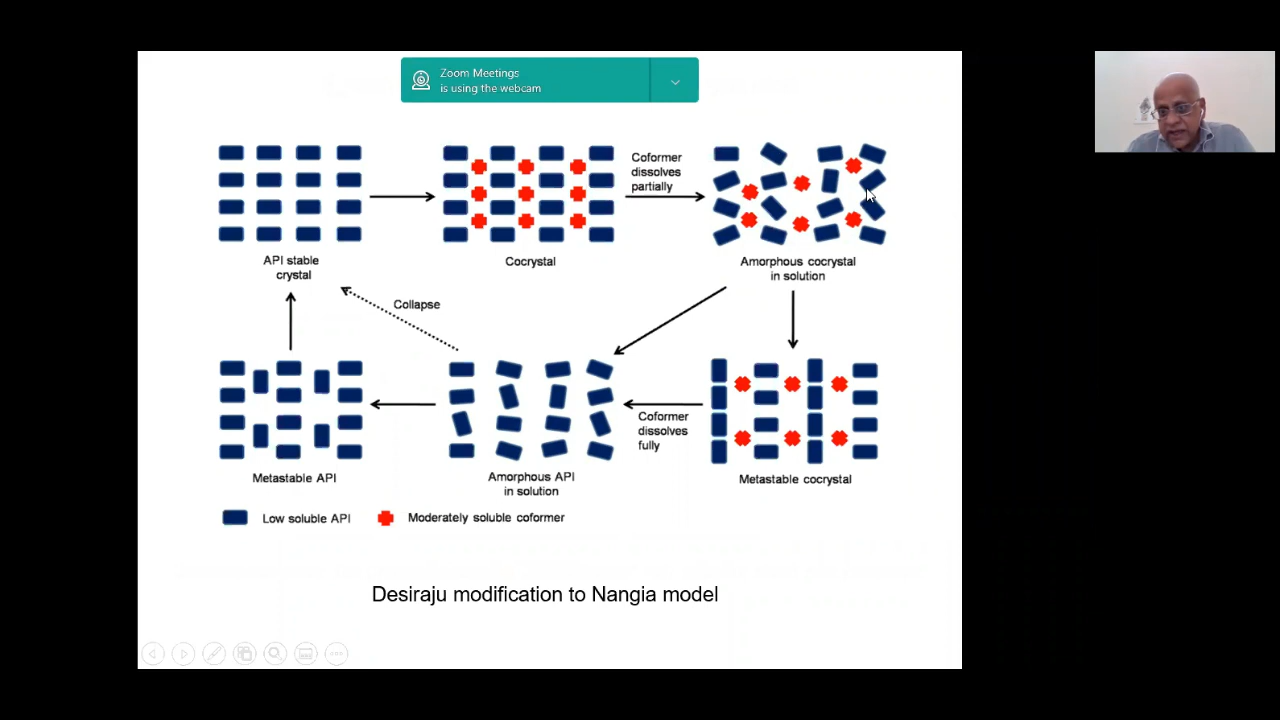 Zoom Meetings
is using the webcam
Coformer
dissolves
partially
API stable
crystal
Cocrystal
Amorphous cocrystal
in solution
Collapse
Coformer
dissolves
fully
Metastable API
Amorphous API
in solution
Metastable cocrystal
Low soluble API
Moderately soluble coformer
Desiraju modification to Nangia model